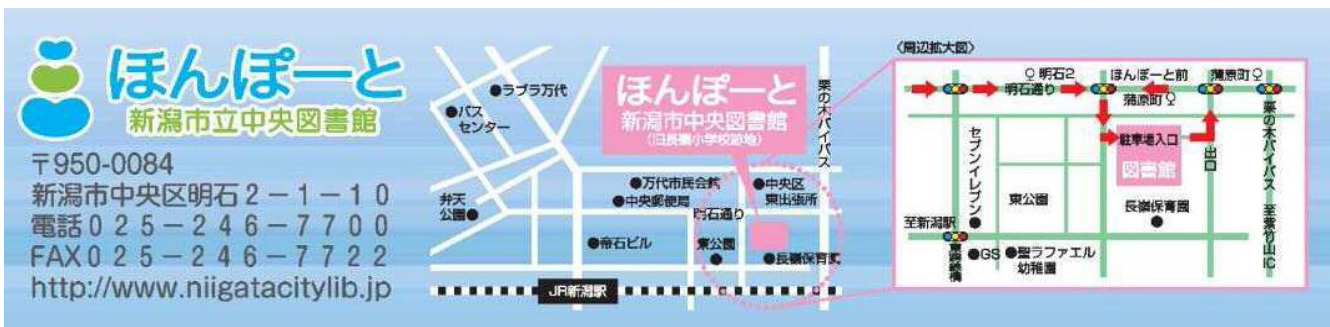 ほんぽーと
新潟市立中央図書館
〒950-0084
新潟市中央区明石2-1-10
電話025-246-7700
FAX025-246-7722
http://www.niigatacitylib.jp
●ラブラ万代
●バス
センター
弁天
公園●
ほんぽーと
新潟市中央図書館
(旧長嶺小学校跡地)
栗の木バイパス
●万代市民会館
●中央郵便局
●中央区
東出張所
明石通り
●帝石ビル
東公園
●
●長嶺保育園
JR新潟駅
〈周辺拡大図〉
明石2
明石通り
ほんぽーと前
蒲原町
蒲原町
駐車場入口
図書館
出口
セブンイレブン
●
東公園
長嶺保育園
●
至新潟駅
●GS
●聖ラファエル
幼稚園
東跨線橋
栗の木バイパス
至紫竹山IC